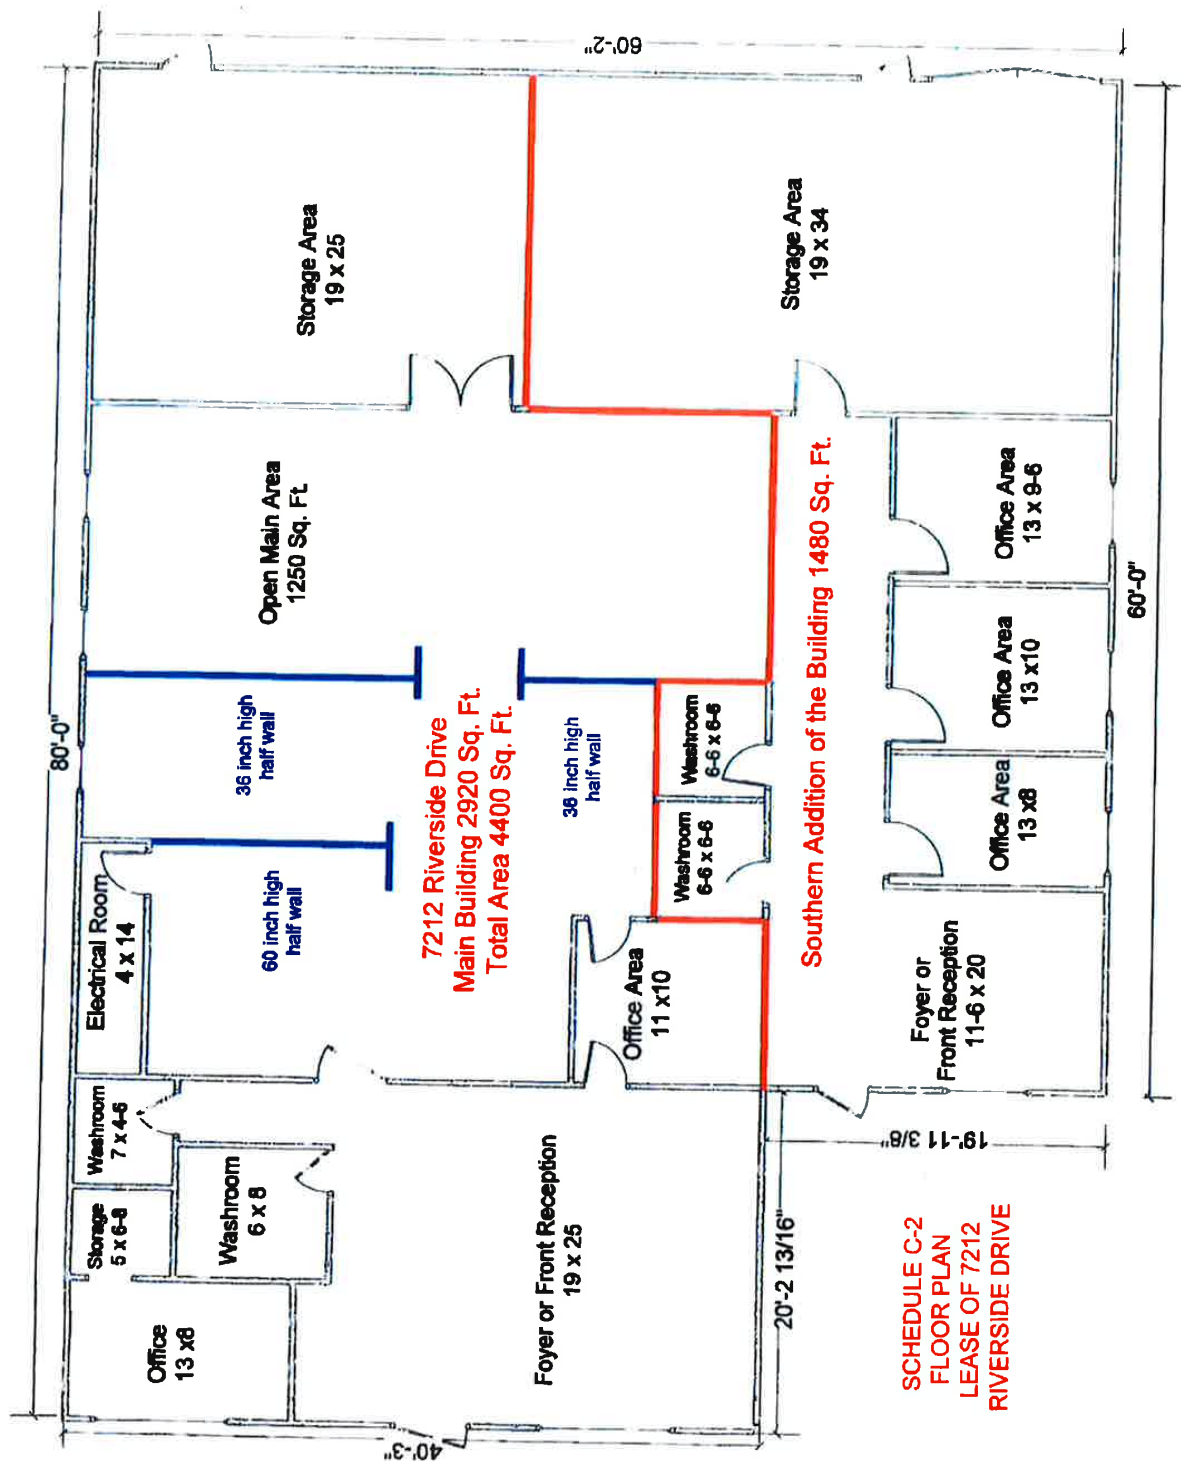 80'-0"
60'-2"
Storage Area
19 x 25
Storage Area
19 x 34
Open Main Area
1250 Sq. Ft.
36 inch high
half wall
60 inch high
half wall
36 inch high
half wall
7212 Riverside Drive
Main Building 2920 Sq. Ft.
Total Area 4400 Sq. Ft.
Southern Addition of the Building 1480 Sq. Ft.
Office Area
13 x 9-6
Office Area
13 x10
Office Area
13 x8
60'-0"
Washroom
6-6 x 6-6
Washroom
6-6 x 6-6
Electrical Room
4 x 14
Office Area
11 x10
Foyer or
Front Reception
11-6 x 20
Washroom
7 x 4-6
Storage
5 x 6-8
Washroom
6 x 8
Office
13 x8
Foyer or Front Reception
19 x 25
19'-11 3/8"
20'-2 13/16"
40'-3"
SCHEDULE C-2
FLOOR PLAN
LEASE OF 7212
RIVERSIDE DRIVE